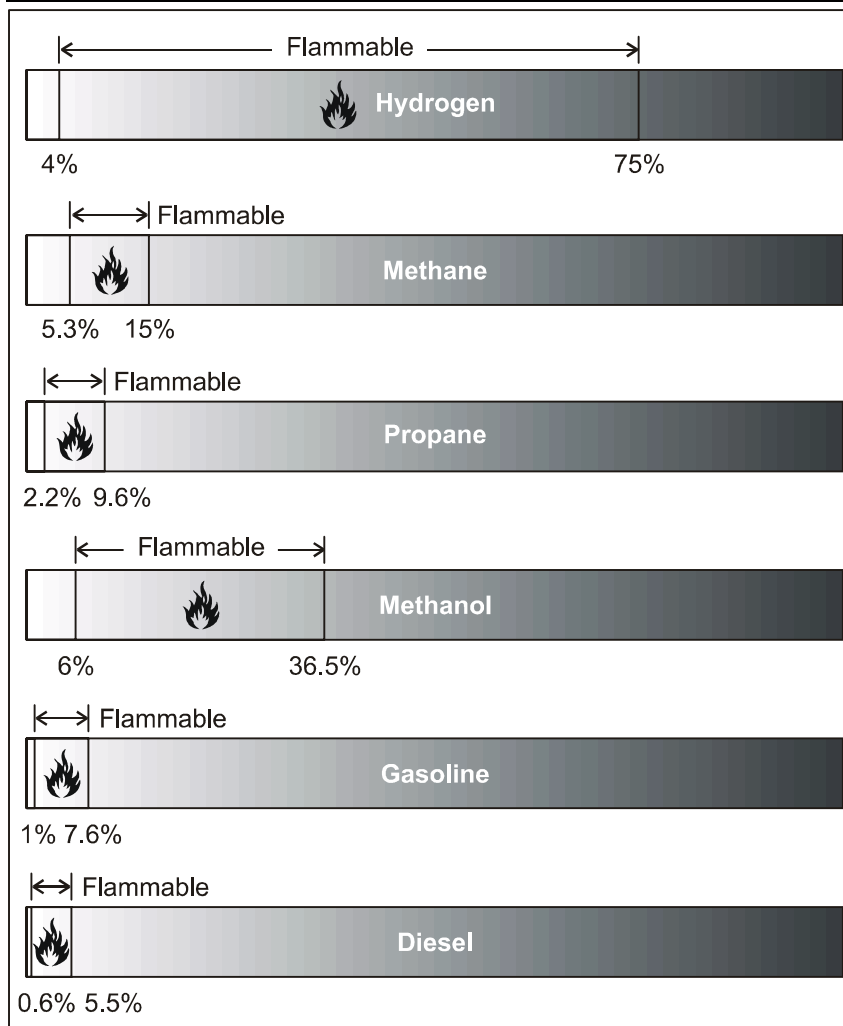 Flammable
Hydrogen
4% 75%
Flammable
Methane
5.3% 15%
Flammable
Propane
2.2% 9.6%
Flammable
Methanol
6% 36.5%
Flammable
Gasoline
1% 7.6%
Flammable
Diesel
0.6% 5.5%